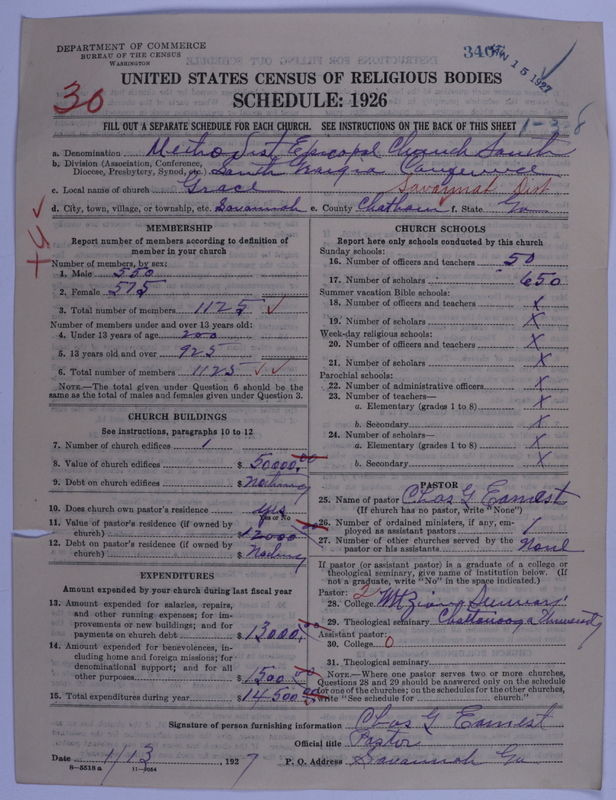 DEPARTMENT OF COMMERCE
BUREAU OF THE CENSUS
WASHINGTON
JAN 15 1927
30
UNITED STATES CENSUS OF RELIGIOUS BODIES
SCHEDULE: 1926
FILL OUT A SEPARATE SCHEDULE FOR EACH CHURCH. SEE INSTRUCTIONS ON THE BACK OF THIS SHEET
1-3-8
a. Denomination Methodist Episcopal Church South
b. Division (Association, Conference, Diocese, Presbytery, Synod, etc.) South Georgia Conference
c. Local name of church Grace Savannah Dist
d. City, town, village, or township, etc. Savannah e. County Chatham f. State Ga
MEMBERSHIP
Report number of members according to definition of member in your church
Number of members, by sex:
1. Male 550
2. Female 575
3. Total number of members 1125 ✓
Number of members under and over 13 years old:
4. Under 13 years of age 200
5. 13 years old and over 925
6. Total number of members 1125 ✓✓
NOTE.—The total given under Question 6 should be the same as the total of males and females given under Question 3.
CHURCH BUILDINGS
See instructions, paragraphs 10 to 12
7. Number of church edifices 1
8. Value of church edifices $ 50000.00
9. Debt on church edifices $ Nothing
10. Does church own pastor's residence yes
Yes or No
11. Value of pastor's residence (if owned by church) $ 12000
12. Debt on pastor's residence (if owned by church) $ Nothing
EXPENDITURES
Amount expended by your church during last fiscal year
13. Amount expended for salaries, repairs, and other running expenses; for improvements or new buildings; and for payments on church debt $ 13000.00
14. Amount expended for benevolences, including home and foreign missions; for denominational support; and for all other purposes $ 1500.00
15. Total expenditures during year $ 14500.00
CHURCH SCHOOLS
Report here only schools conducted by this church
Sunday schools:
16. Number of officers and teachers 50
17. Number of scholars 650
Summer vacation Bible schools:
18. Number of officers and teachers X
19. Number of scholars X
Week-day religious schools:
20. Number of officers and teachers X
21. Number of scholars X
Parochial schools:
22. Number of administrative officers X
23. Number of teachers—
a. Elementary (grades 1 to 8) X
b. Secondary X
24. Number of scholars—
a. Elementary (grades 1 to 8) X
b. Secondary X
PASTOR
25. Name of pastor Chas G Earnest
(If church has no pastor, write "None")
26. Number of ordained ministers, if any, employed as assistant pastors
27. Number of other churches served by the pastor or his assistants None
If pastor (or assistant pastor) is a graduate of a college or theological seminary, give name of institution below. (If not a graduate, write "No" in the space indicated.)
Pastor: 2
28. College Mt Zion Seminary
29. Theological seminary Chattanooga University
Assistant pastor:
30. College 0
31. Theological seminary
NOTE.—Where one pastor serves two or more churches, Questions 28 and 29 should be answered only on the schedule for one of the churches; on the schedules for the other churches, write "See schedule for church."
Signature of person furnishing information Chas G Earnest
Official title Pastor
Date 1/13, 1927 P. O. Address Savannah Ga
8—5518 a 11—9054